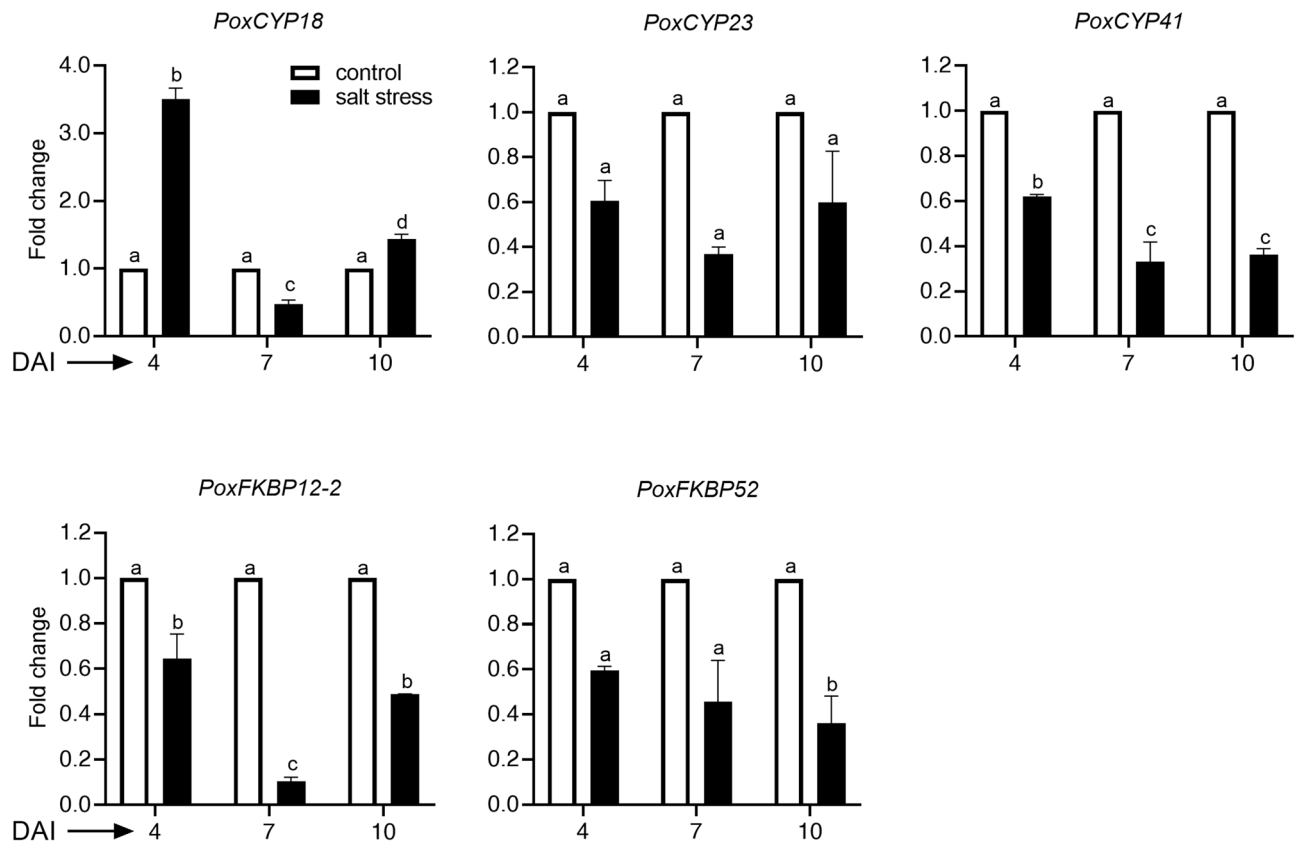 PoxCYP18
PoxCYP23
PoxCYP41
control
salt stress
Fold change
4.0
3.0
2.0
1.0
0.0
a
b
a
c
a
d
DAI
4
7
10
1.2
1.0
0.8
0.6
0.4
0.2
0.0
a
a
a
a
a
a
4
7
10
1.2
1.0
0.8
0.6
0.4
0.2
0.0
a
b
a
c
a
c
4
7
10
PoxFKBP12-2
PoxFKBP52
Fold change
1.2
1.0
0.8
0.6
0.4
0.2
0.0
a
b
a
c
a
b
DAI
4
7
10
1.2
1.0
0.8
0.6
0.4
0.2
0.0
a
a
a
a
a
b
4
7
10